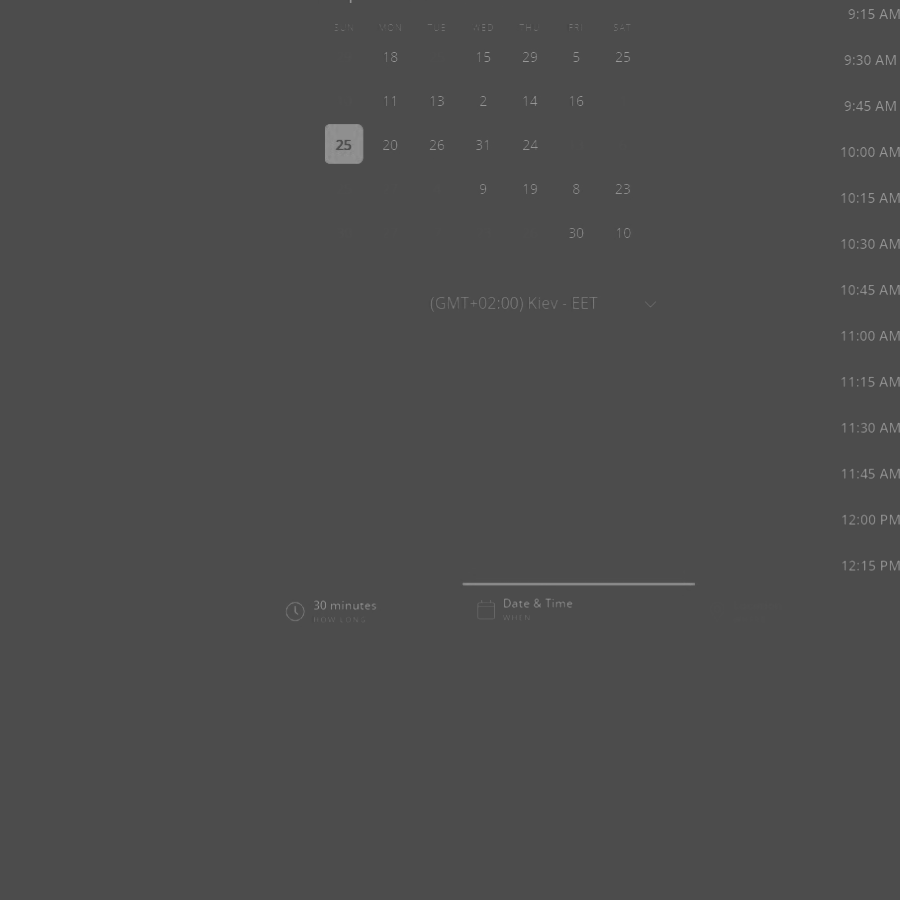 SUN MON TUE WED THU FRI SAT
18 15 29 5 25
11 13 2 14 16
25 20 26 31 24
9 19 8 23
30 10
(GMT+02:00) Kiev - EET
9:15 AM
9:30 AM
9:45 AM
10:00 AM
10:15 AM
10:30 AM
10:45 AM
11:00 AM
11:15 AM
11:30 AM
11:45 AM
12:00 PM
12:15 PM
30 minutes
HOW LONG
Date & Time
WHEN